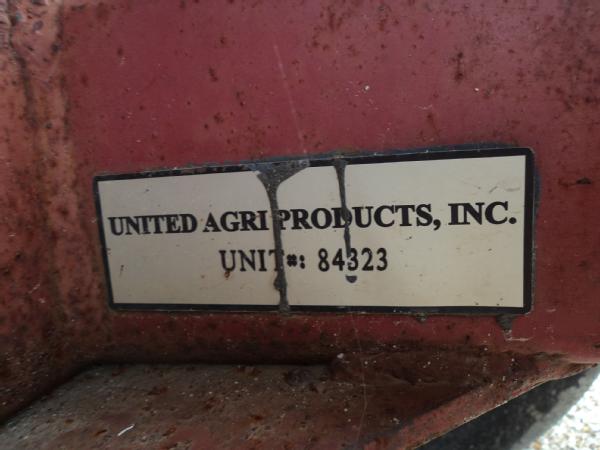 UNITED AGRI PRODUCTS, INC.
UNIT#: 84323